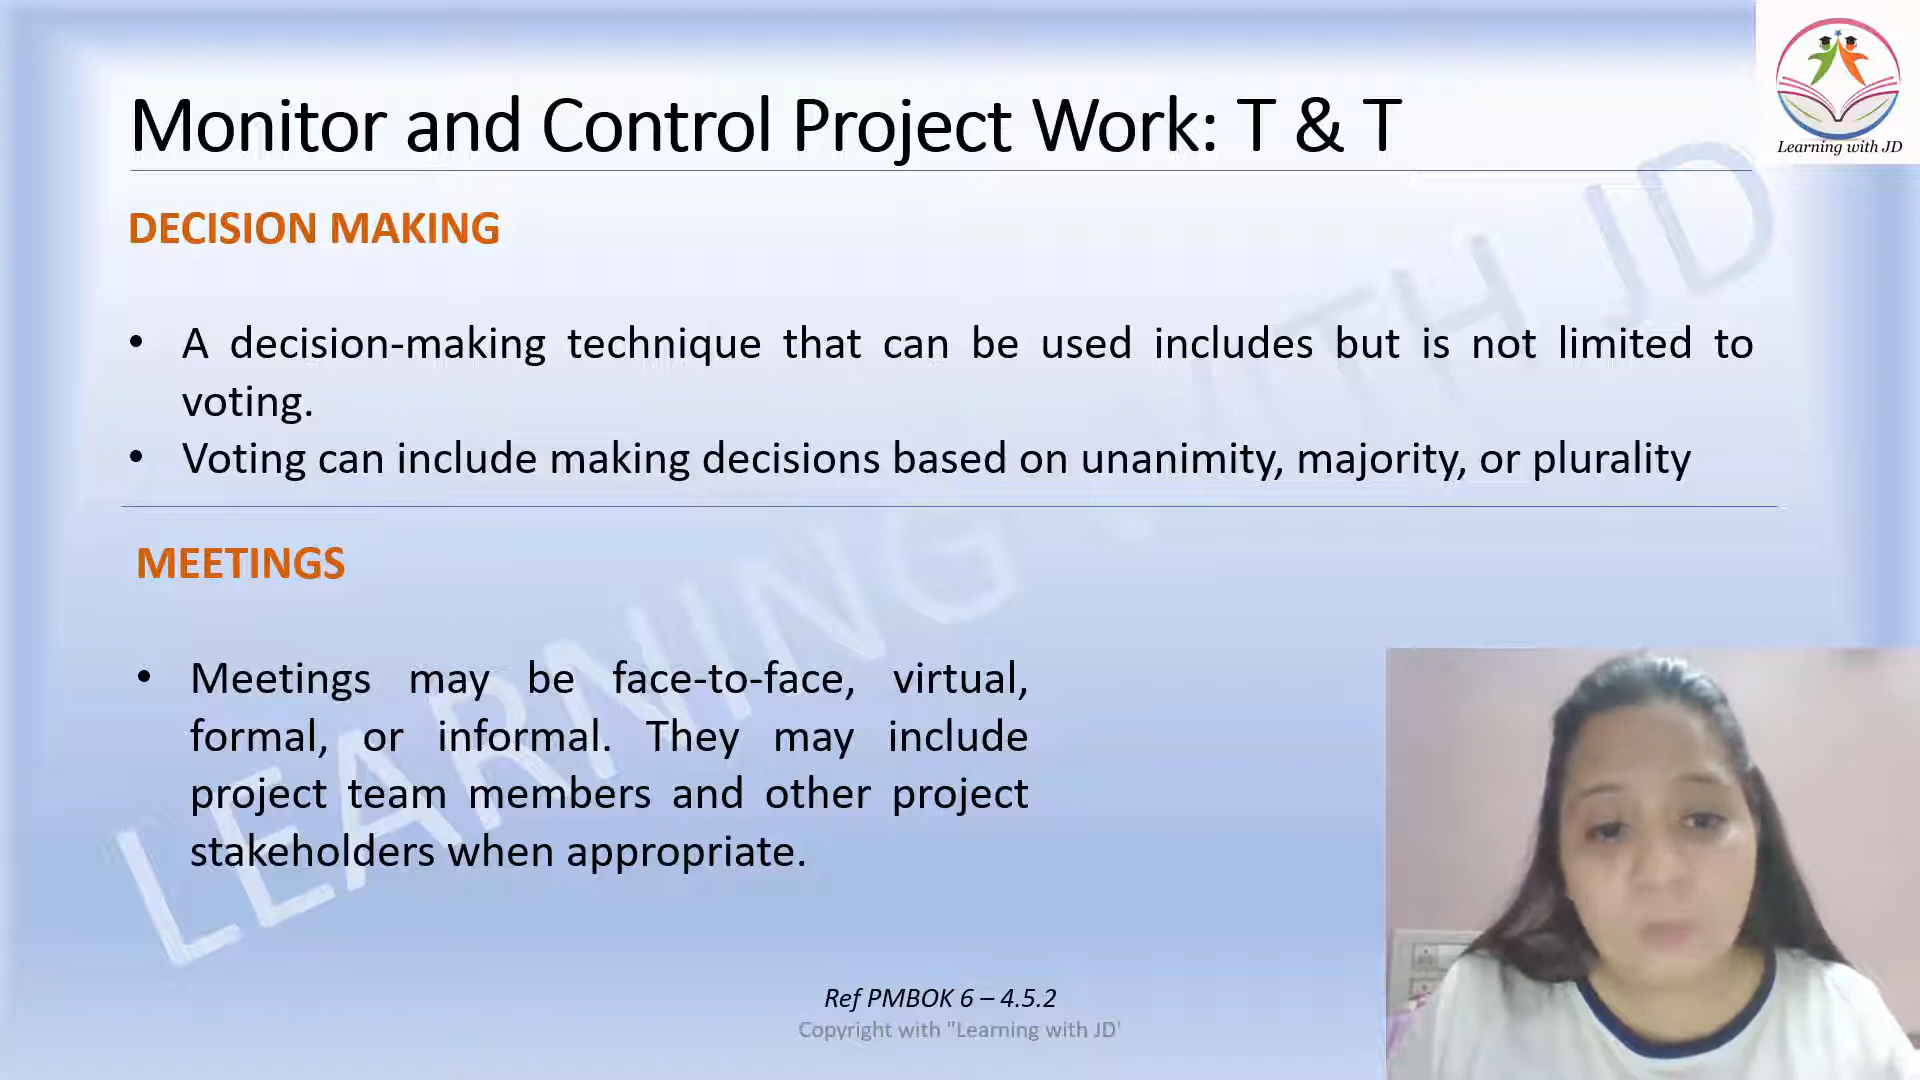 Monitor and Control Project Work: T & T
Learning with JD
DECISION MAKING
• A decision-making technique that can be used includes but is not limited to
voting.
• Voting can include making decisions based on unanimity, majority, or plurality
MEETINGS
• Meetings may be face-to-face, virtual,
formal, or informal. They may include
project team members and other project
stakeholders when appropriate.
LEARNING WITH JD
Ref PMBOK 6 – 4.5.2
Copyright with "Learning with JD'